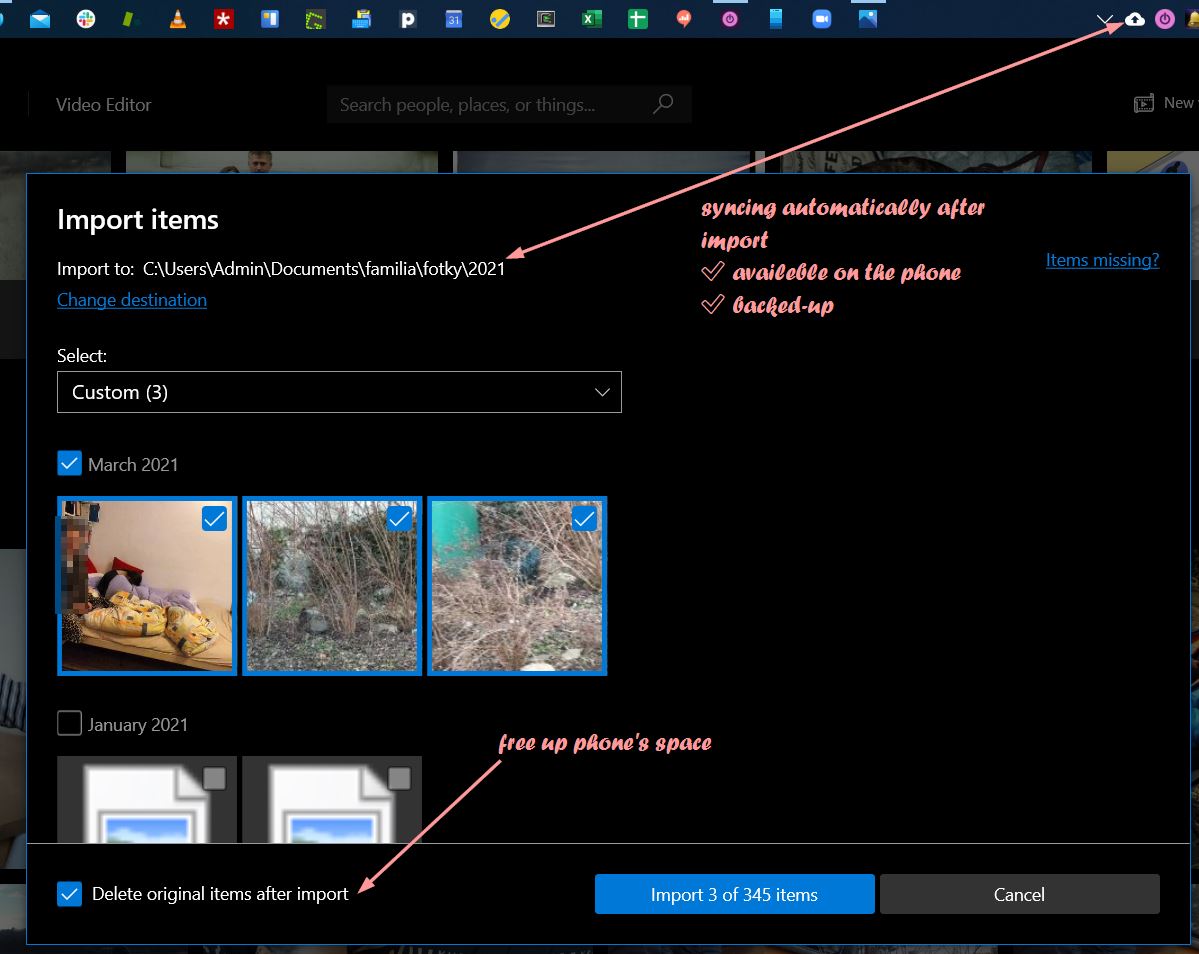 31
Video Editor
Search people, places, or things...
New
Import items
Import to: C:\Users\Admin\Documents\familia\fotky\2021
Change destination
syncing automatically after
import
✓ availebble on the phone
✓ backed-up
Items missing?
Select:
Custom (3)
March 2021
January 2021
free up phone's space
Delete original items after import
Import 3 of 345 items
Cancel